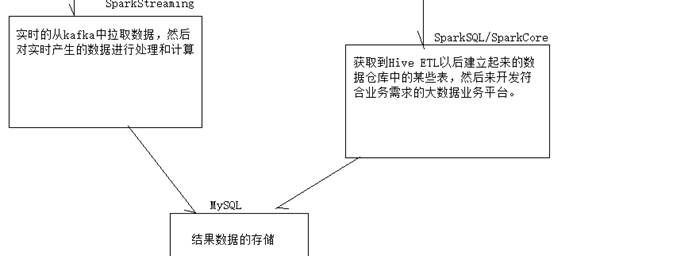 SparkStreaming
实时的从kafka中拉取数据，然后
对实时产生的数据进行处理和计算
SparkSQL/SparkCore
获取到Hive ETL以后建立起来的数
据仓库中的某些表，然后来开发符
合业务需求的大数据业务平台。
MySQL
结果数据的存储